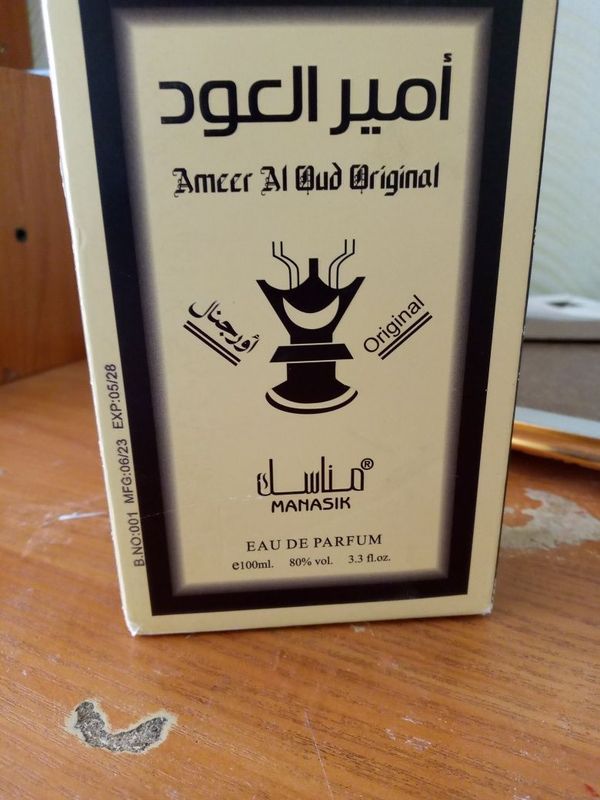 أمير العود
Ameer Al Oud Original
أورجنال
Original
مناسك®
MANASIK
EAU DE PARFUM
e100ml. 80% vol. 3.3 fl.oz.
B.NO:001 MFG:06/23 EXP:05/28